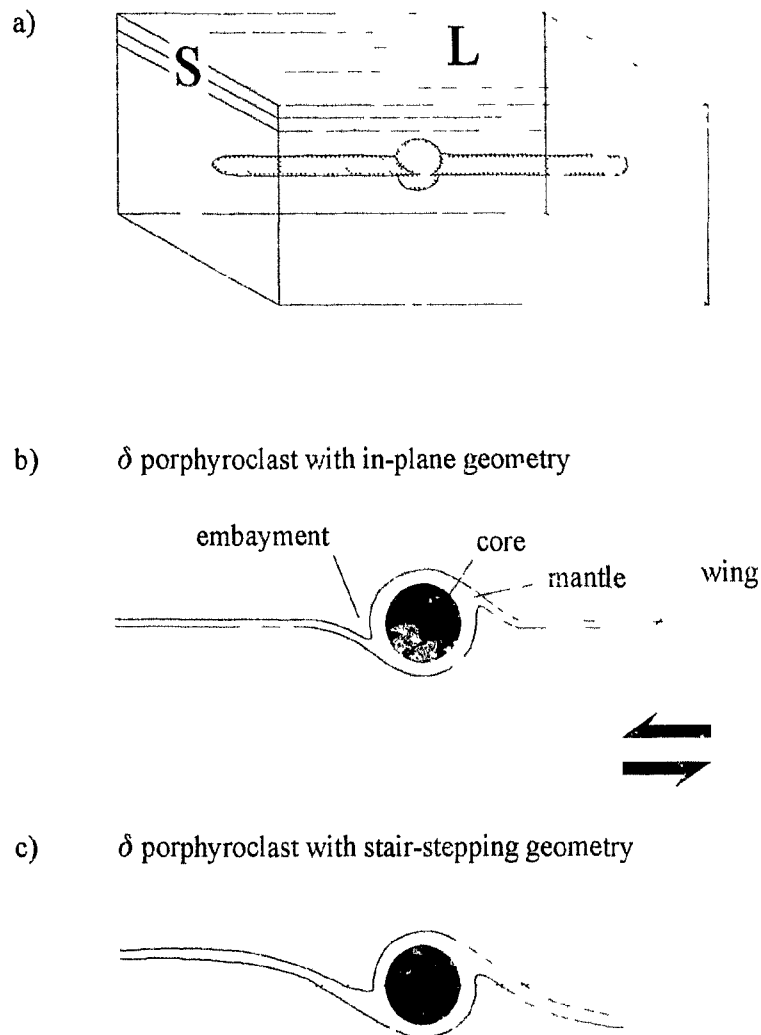 a)
S
L
b) δ porphyroclast with in-plane geometry
embayment
core
mantle
wing
c) δ porphyroclast with stair-stepping geometry